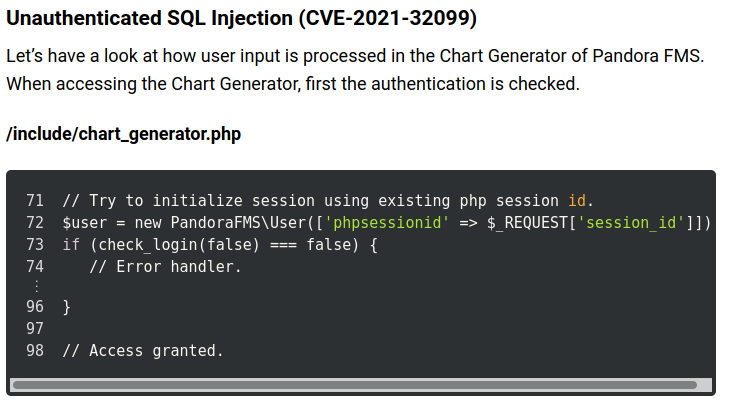 Unauthenticated SQL Injection (CVE-2021-32099)
Let’s have a look at how user input is processed in the Chart Generator of Pandora FMS.
When accessing the Chart Generator, first the authentication is checked.
/include/chart_generator.php
71 // Try to initialize session using existing php session id.
72 $user = new PandoraFMS\User(['phpsessionid' => $_REQUEST['session_id']])
73 if (check_login(false) === false) {
74    // Error handler.
⋮
96 }
97
98 // Access granted.